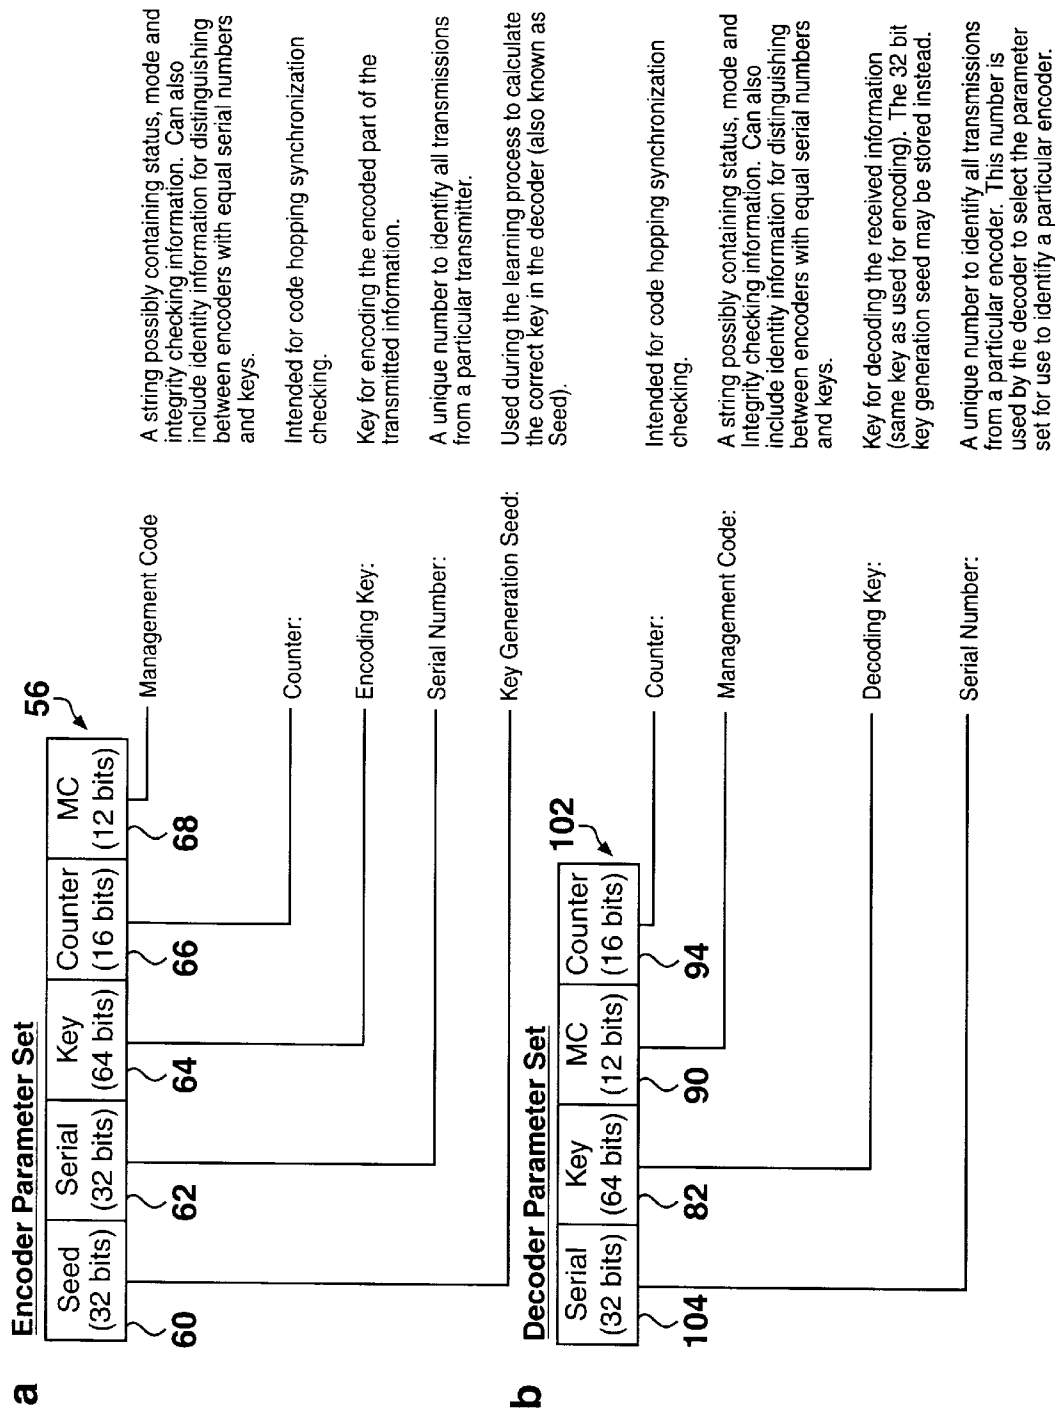 a
Encoder Parameter Set
Seed
(32 bits)
Serial
(32 bits)
Key
(64 bits)
Counter
(16 bits)
MC
(12 bits)
56
60
62
64
66
68
Management Code
A string possibly containing status, mode and
integrity checking information. Can also
include identity information for distinguishing
between encoders with equal serial numbers
and keys.
Counter:
Intended for code hopping synchronization
checking.
Encoding Key:
Key for encoding the encoded part of the
transmitted information.
Serial Number:
A unique number to identify all transmissions
from a particular transmitter.
Key Generation Seed:
Used during the learning process to calculate
the correct key in the decoder (also known as
Seed).
b
Decoder Parameter Set
Serial
(32 bits)
Key
(64 bits)
MC
(12 bits)
Counter
(16 bits)
102
104
82
90
94
Counter:
Intended for code hopping synchronization
checking.
Management Code:
A string possibly containing status, mode and
Integrity checking information. Can also
include identity information for distinguishing
between encoders with equal serial numbers
and keys.
Decoding Key:
Key for decoding the received information
(same key as used for encoding). The 32 bit
key generation seed may be stored instead.
Serial Number:
A unique number to identify all transmissions
from a particular encoder. This number is
used by the decoder to select the parameter
set for use to identify a particular encoder.